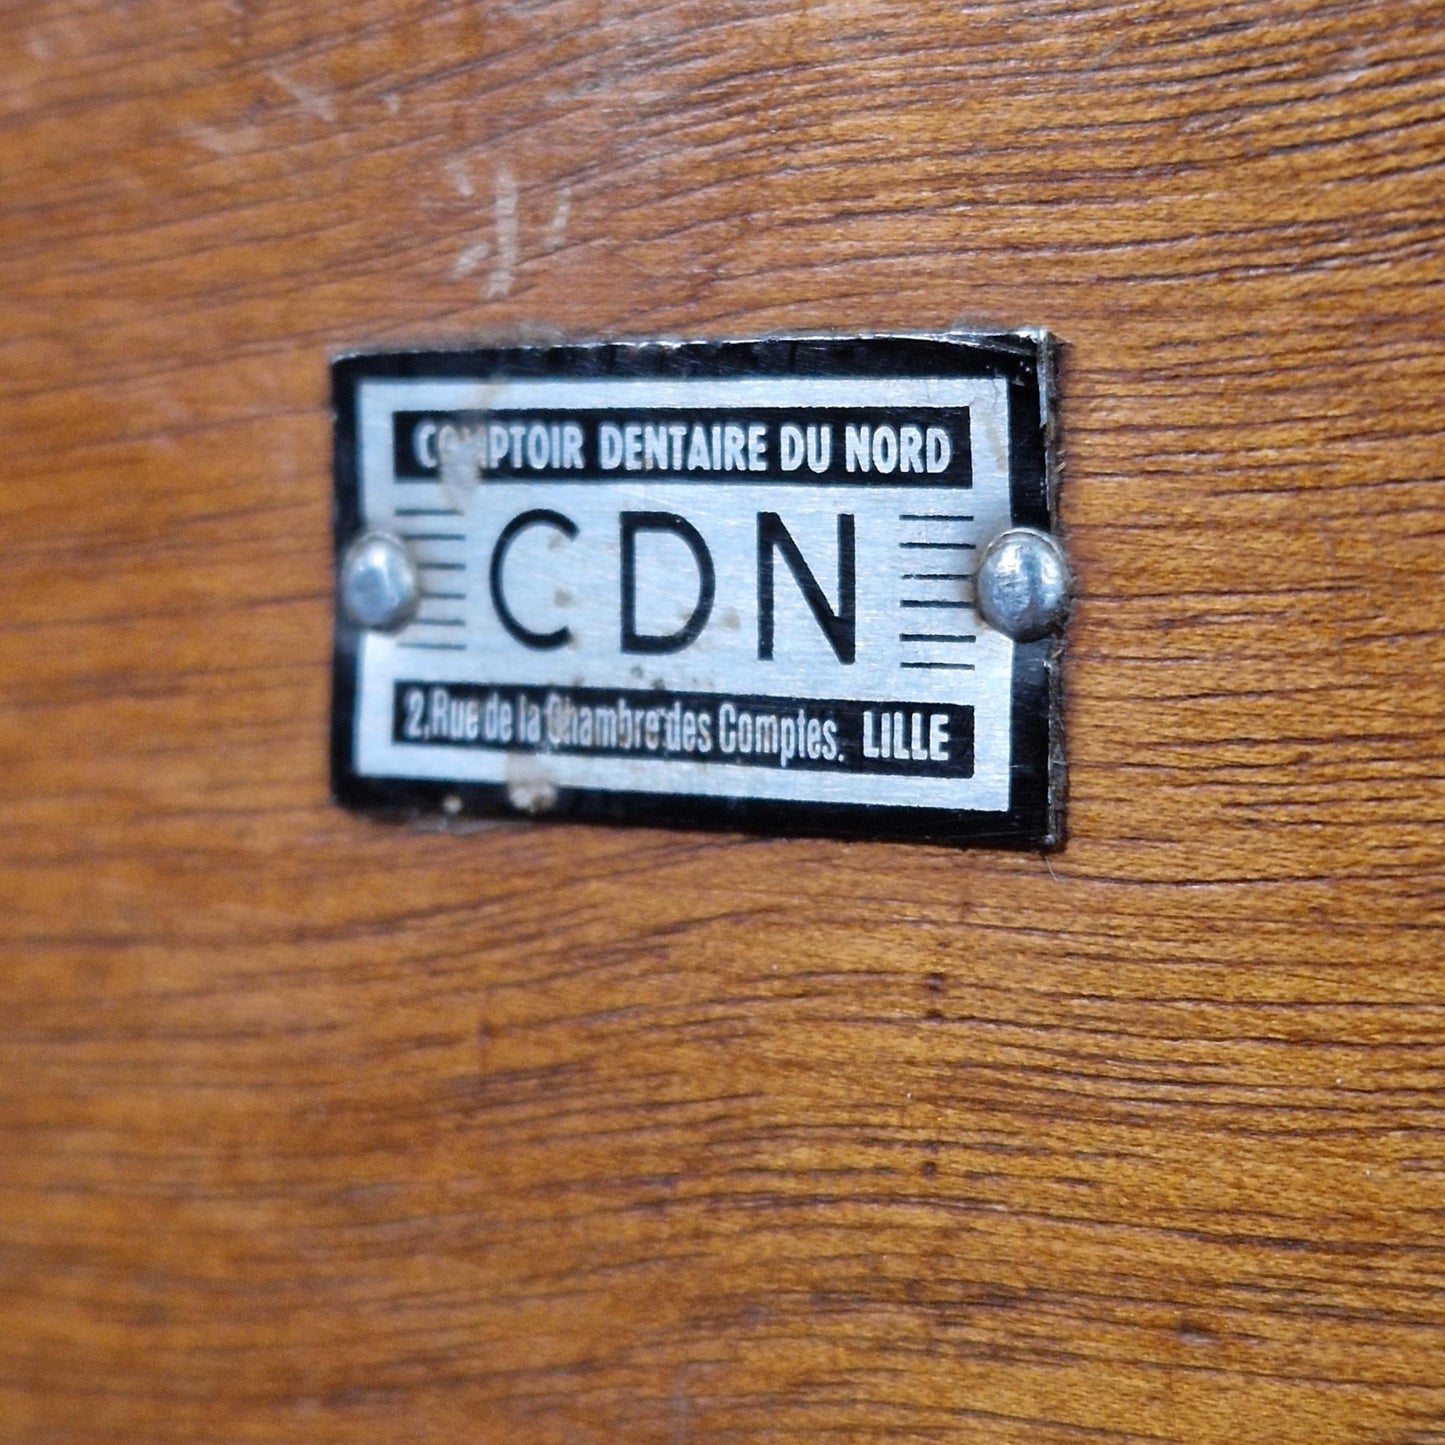 COMPTOIR DENTAIRE DU NORD
CDN
2,Rue de la Chambre des Comptes. LILLE